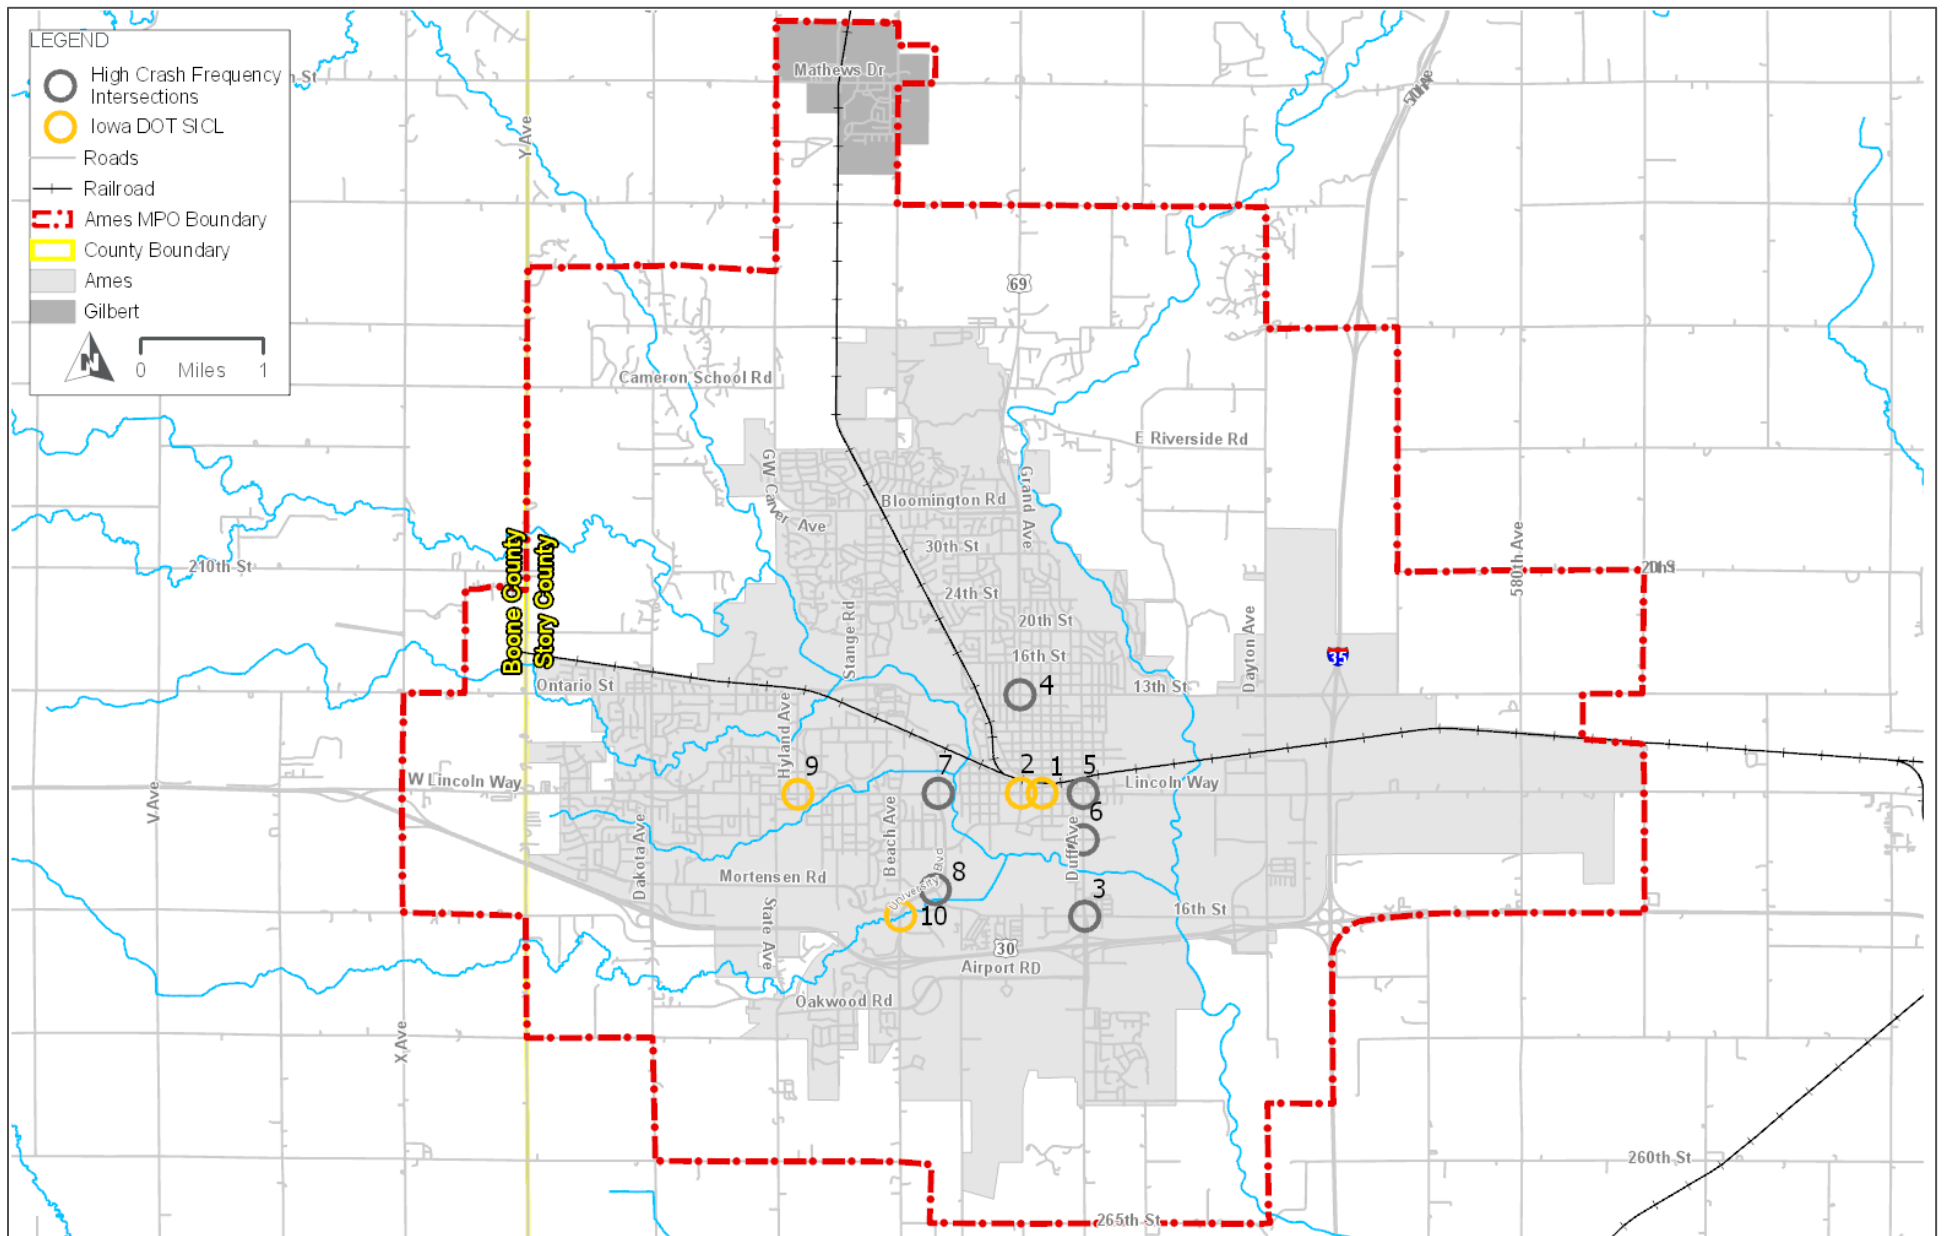 LEGEND
High Crash Frequency
Intersections
Iowa DOT SICL
Roads
Railroad
Ames MPO Boundary
County Boundary
Ames
Gilbert
N
0 Miles 1
h St
Y Ave
Mathews Dr
50th Ave
69
Cameron School Rd
E Riverside Rd
GW Carver Ave
Grand Ave
Bloomington Rd
30th St
24th St
20th St
16th St
13th St
580th Ave
210th St
Boone County
Story County
Stange Rd
Dayton Ave
35
Ontario St
Hyland Ave
4
9
7
2
1
5
6
W Lincoln Way
Lincoln Way
V Ave
Beach Ave
Duff Ave
Dakota Ave
Mortensen Rd
University Blvd
8
3
10
16th St
State Ave
30
Airport RD
Oakwood Rd
X Ave
260th St
265th St